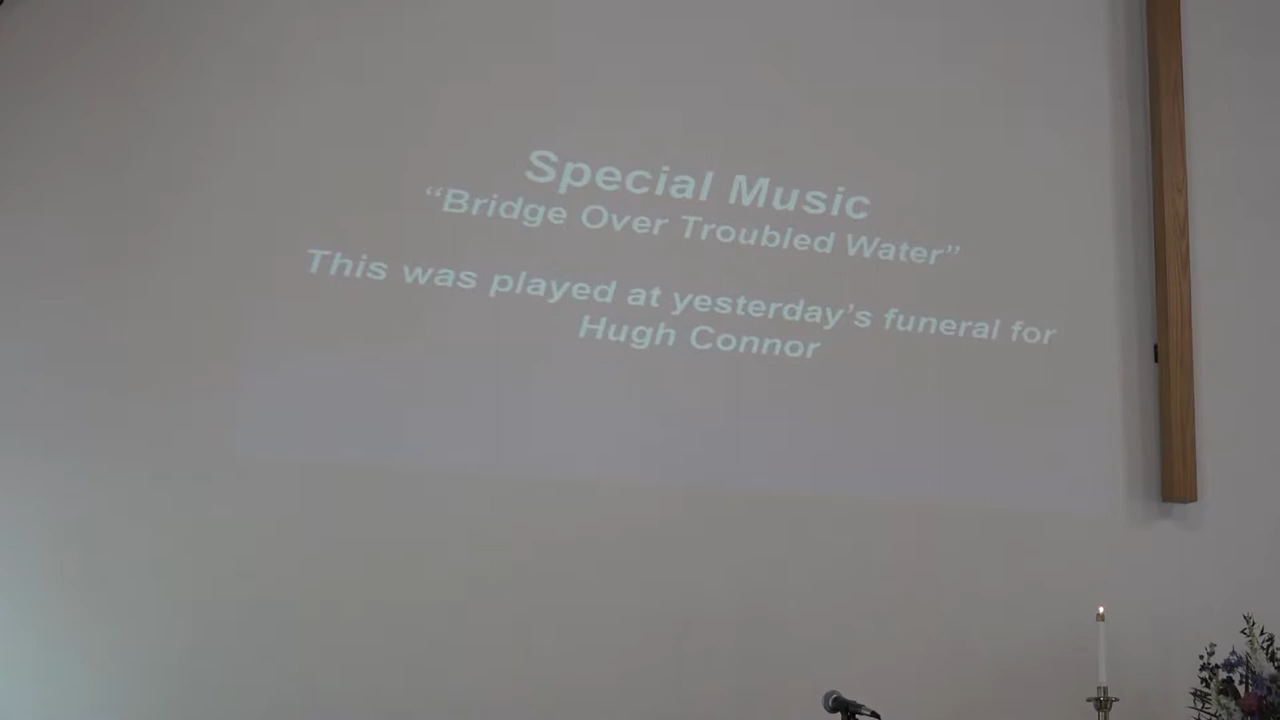 Special Music
“Bridge Over Troubled Water”
This was played at yesterday’s funeral for
Hugh Connor